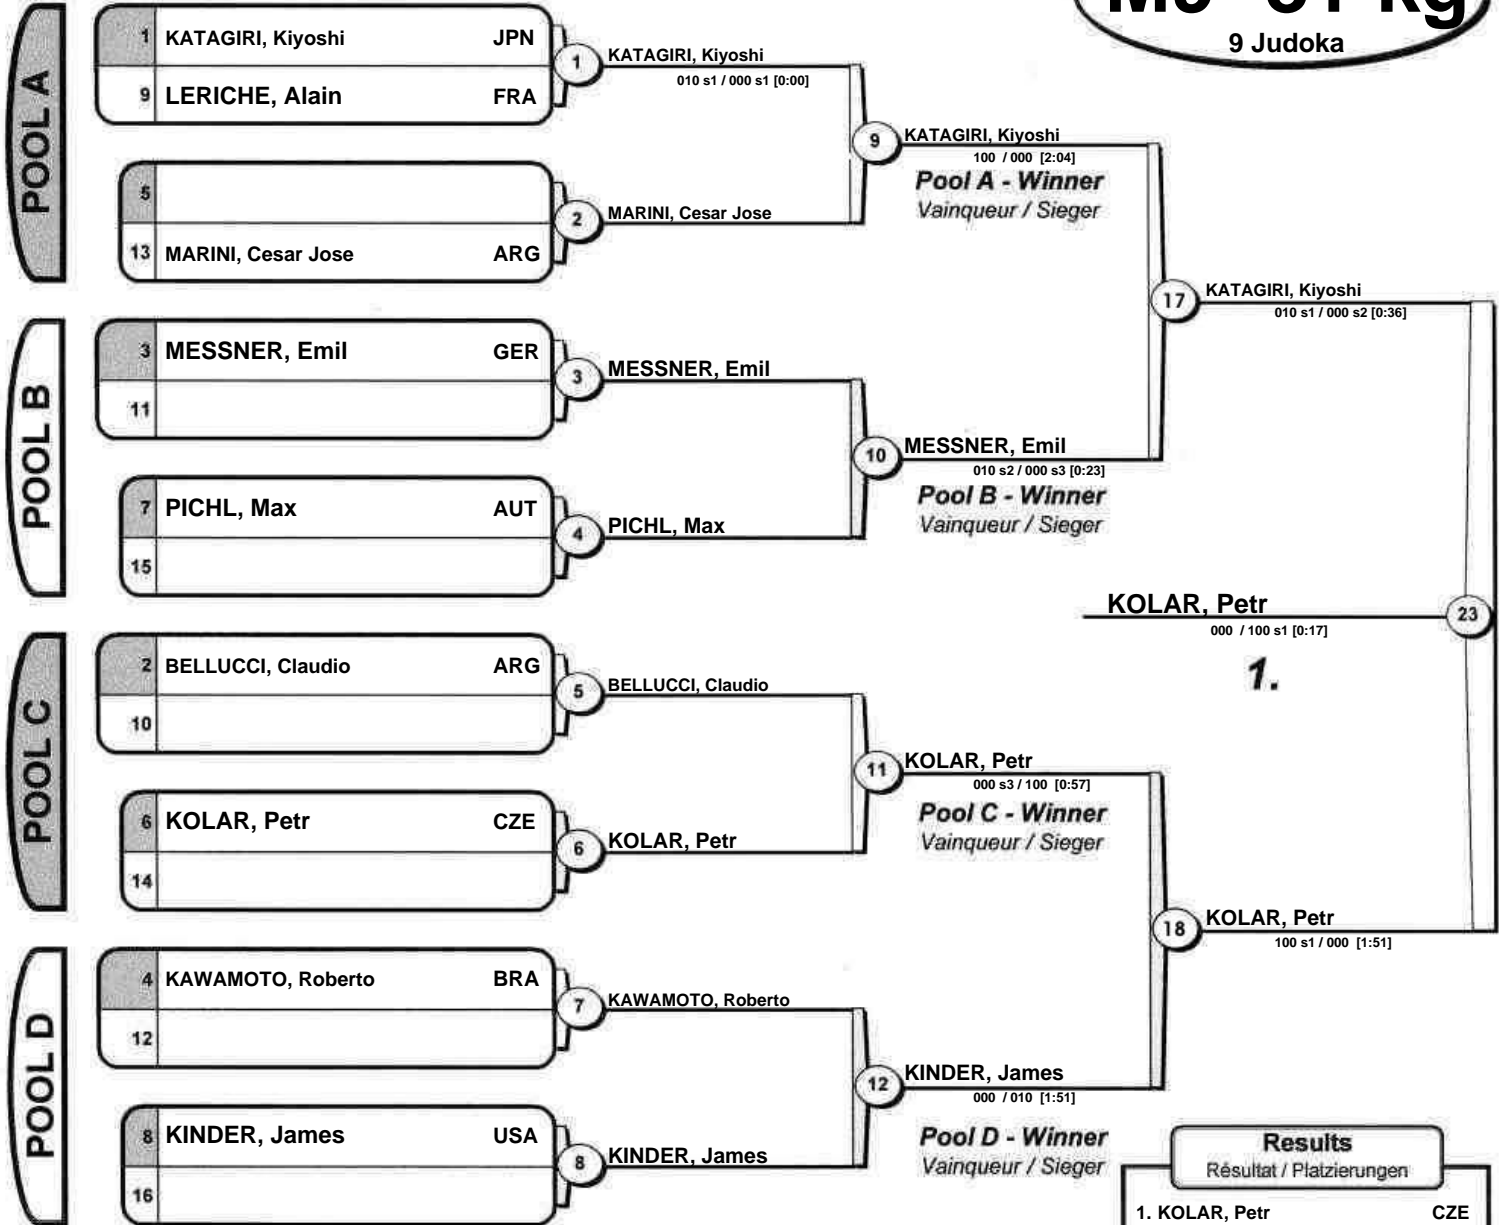 M6 -81 kg
9 Judoka
POOL A
1 KATAGIRI, Kiyoshi JPN
9 LERICHE, Alain FRA
1
KATAGIRI, Kiyoshi
010 s1 / 000 s1 [0:00]
5
13 MARINI, Cesar Jose ARG
2
MARINI, Cesar Jose
9
KATAGIRI, Kiyoshi
100 / 000 [2:04]
Pool A - Winner
Vainqueur / Sieger
POOL B
3 MESSNER, Emil GER
11
3
MESSNER, Emil
7 PICHL, Max AUT
15
4
PICHL, Max
10
MESSNER, Emil
010 s2 / 000 s3 [0:23]
Pool B - Winner
Vainqueur / Sieger
17
KATAGIRI, Kiyoshi
010 s1 / 000 s2 [0:36]
KOLAR, Petr
000 / 100 s1 [0:17]
23
1.
POOL C
2 BELLUCCI, Claudio ARG
10
5
BELLUCCI, Claudio
6 KOLAR, Petr CZE
14
6
KOLAR, Petr
11
KOLAR, Petr
000 s3 / 100 [0:57]
Pool C - Winner
Vainqueur / Sieger
18
KOLAR, Petr
100 s1 / 000 [1:51]
POOL D
4 KAWAMOTO, Roberto BRA
12
7
KAWAMOTO, Roberto
8 KINDER, James USA
16
8
KINDER, James
12
KINDER, James
000 / 010 [1:51]
Pool D - Winner
Vainqueur / Sieger
Results
Résultat / Platzierungen
1. KOLAR, Petr CZE